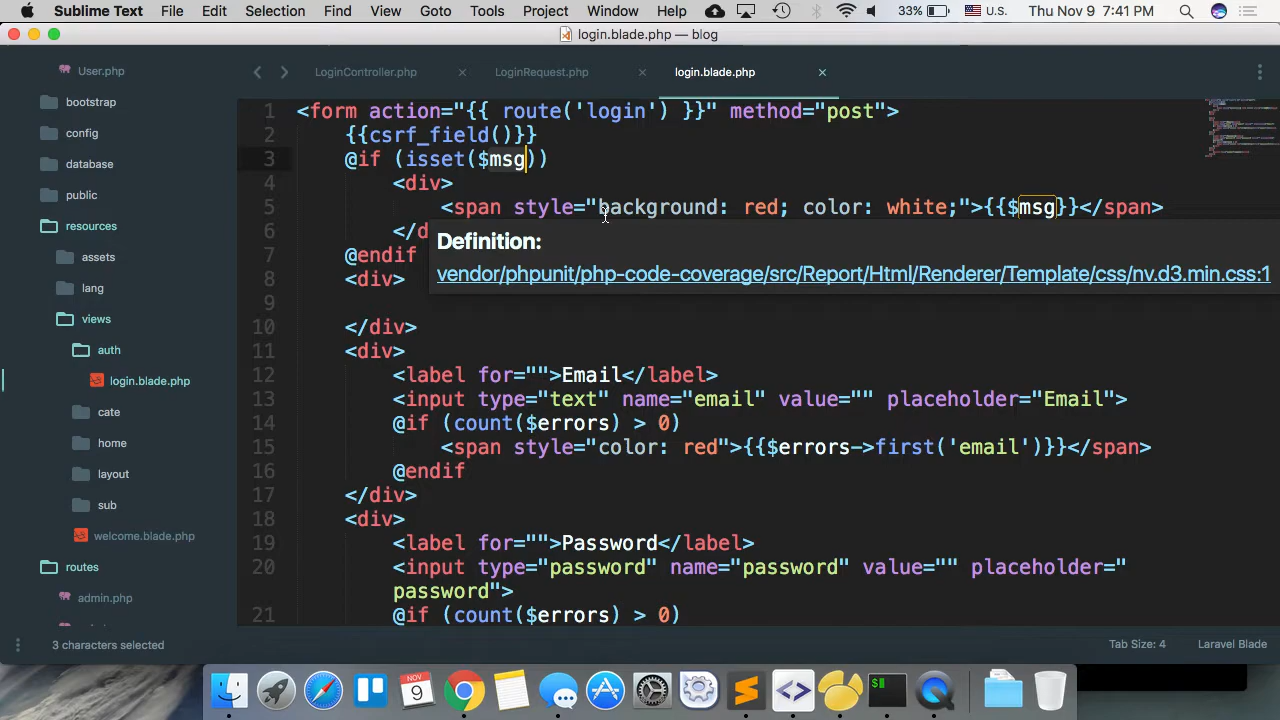 Sublime Text File Edit Selection Find View Goto Tools Project Window Help 33% U.S. Thu Nov 9 7:41 PM
login.blade.php — blog
User.php
bootstrap
config
database
public
resources
assets
lang
views
auth
login.blade.php
cate
home
layout
sub
welcome.blade.php
routes
admin.php
LoginController.php × LoginRequest.php × login.blade.php ×
1 <form action="{{ route('login') }}" method="post">
2 {{csrf_field()}}
3 @if (isset($msg))
4 <div>
5 <span style="background: red; color: white;">{{$msg}}</span>
6 </d
7 @endif
8 <div>
9
10 </div>
11 <div>
12 <label for="">Email</label>
13 <input type="text" name="email" value="" placeholder="Email">
14 @if (count($errors) > 0)
15 <span style="color: red">{{$errors->first('email')}}</span>
16 @endif
17 </div>
18 <div>
19 <label for="">Password</label>
20 <input type="password" name="password" value="" placeholder="
password">
21 @if (count($errors) > 0)
Definition:
vendor/phpunit/php-code-coverage/src/Report/Html/Renderer/Template/css/nv.d3.min.css:1
3 characters selected Tab Size: 4 Laravel Blade
NOV
9
$